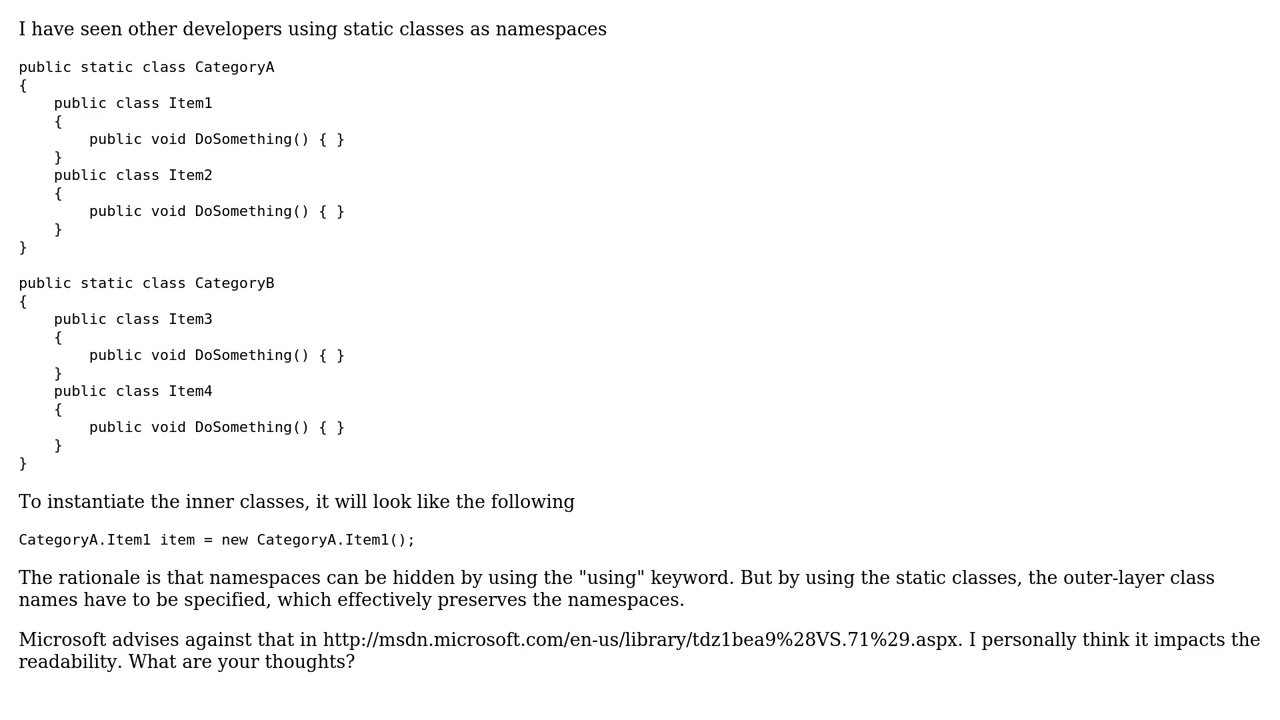 I have seen other developers using static classes as namespaces
public static class CategoryA
{
    public class Item1
    {
        public void DoSomething() { }
    }
    public class Item2
    {
        public void DoSomething() { }
    }
}
public static class CategoryB
{
    public class Item3
    {
        public void DoSomething() { }
    }
    public class Item4
    {
        public void DoSomething() { }
    }
}
To instantiate the inner classes, it will look like the following
CategoryA.Item1 item = new CategoryA.Item1();
The rationale is that namespaces can be hidden by using the "using" keyword. But by using the static classes, the outer-layer class
names have to be specified, which effectively preserves the namespaces.
Microsoft advises against that in http://msdn.microsoft.com/en-us/library/tdz1bea9%28VS.71%29.aspx. I personally think it impacts the
readability. What are your thoughts?